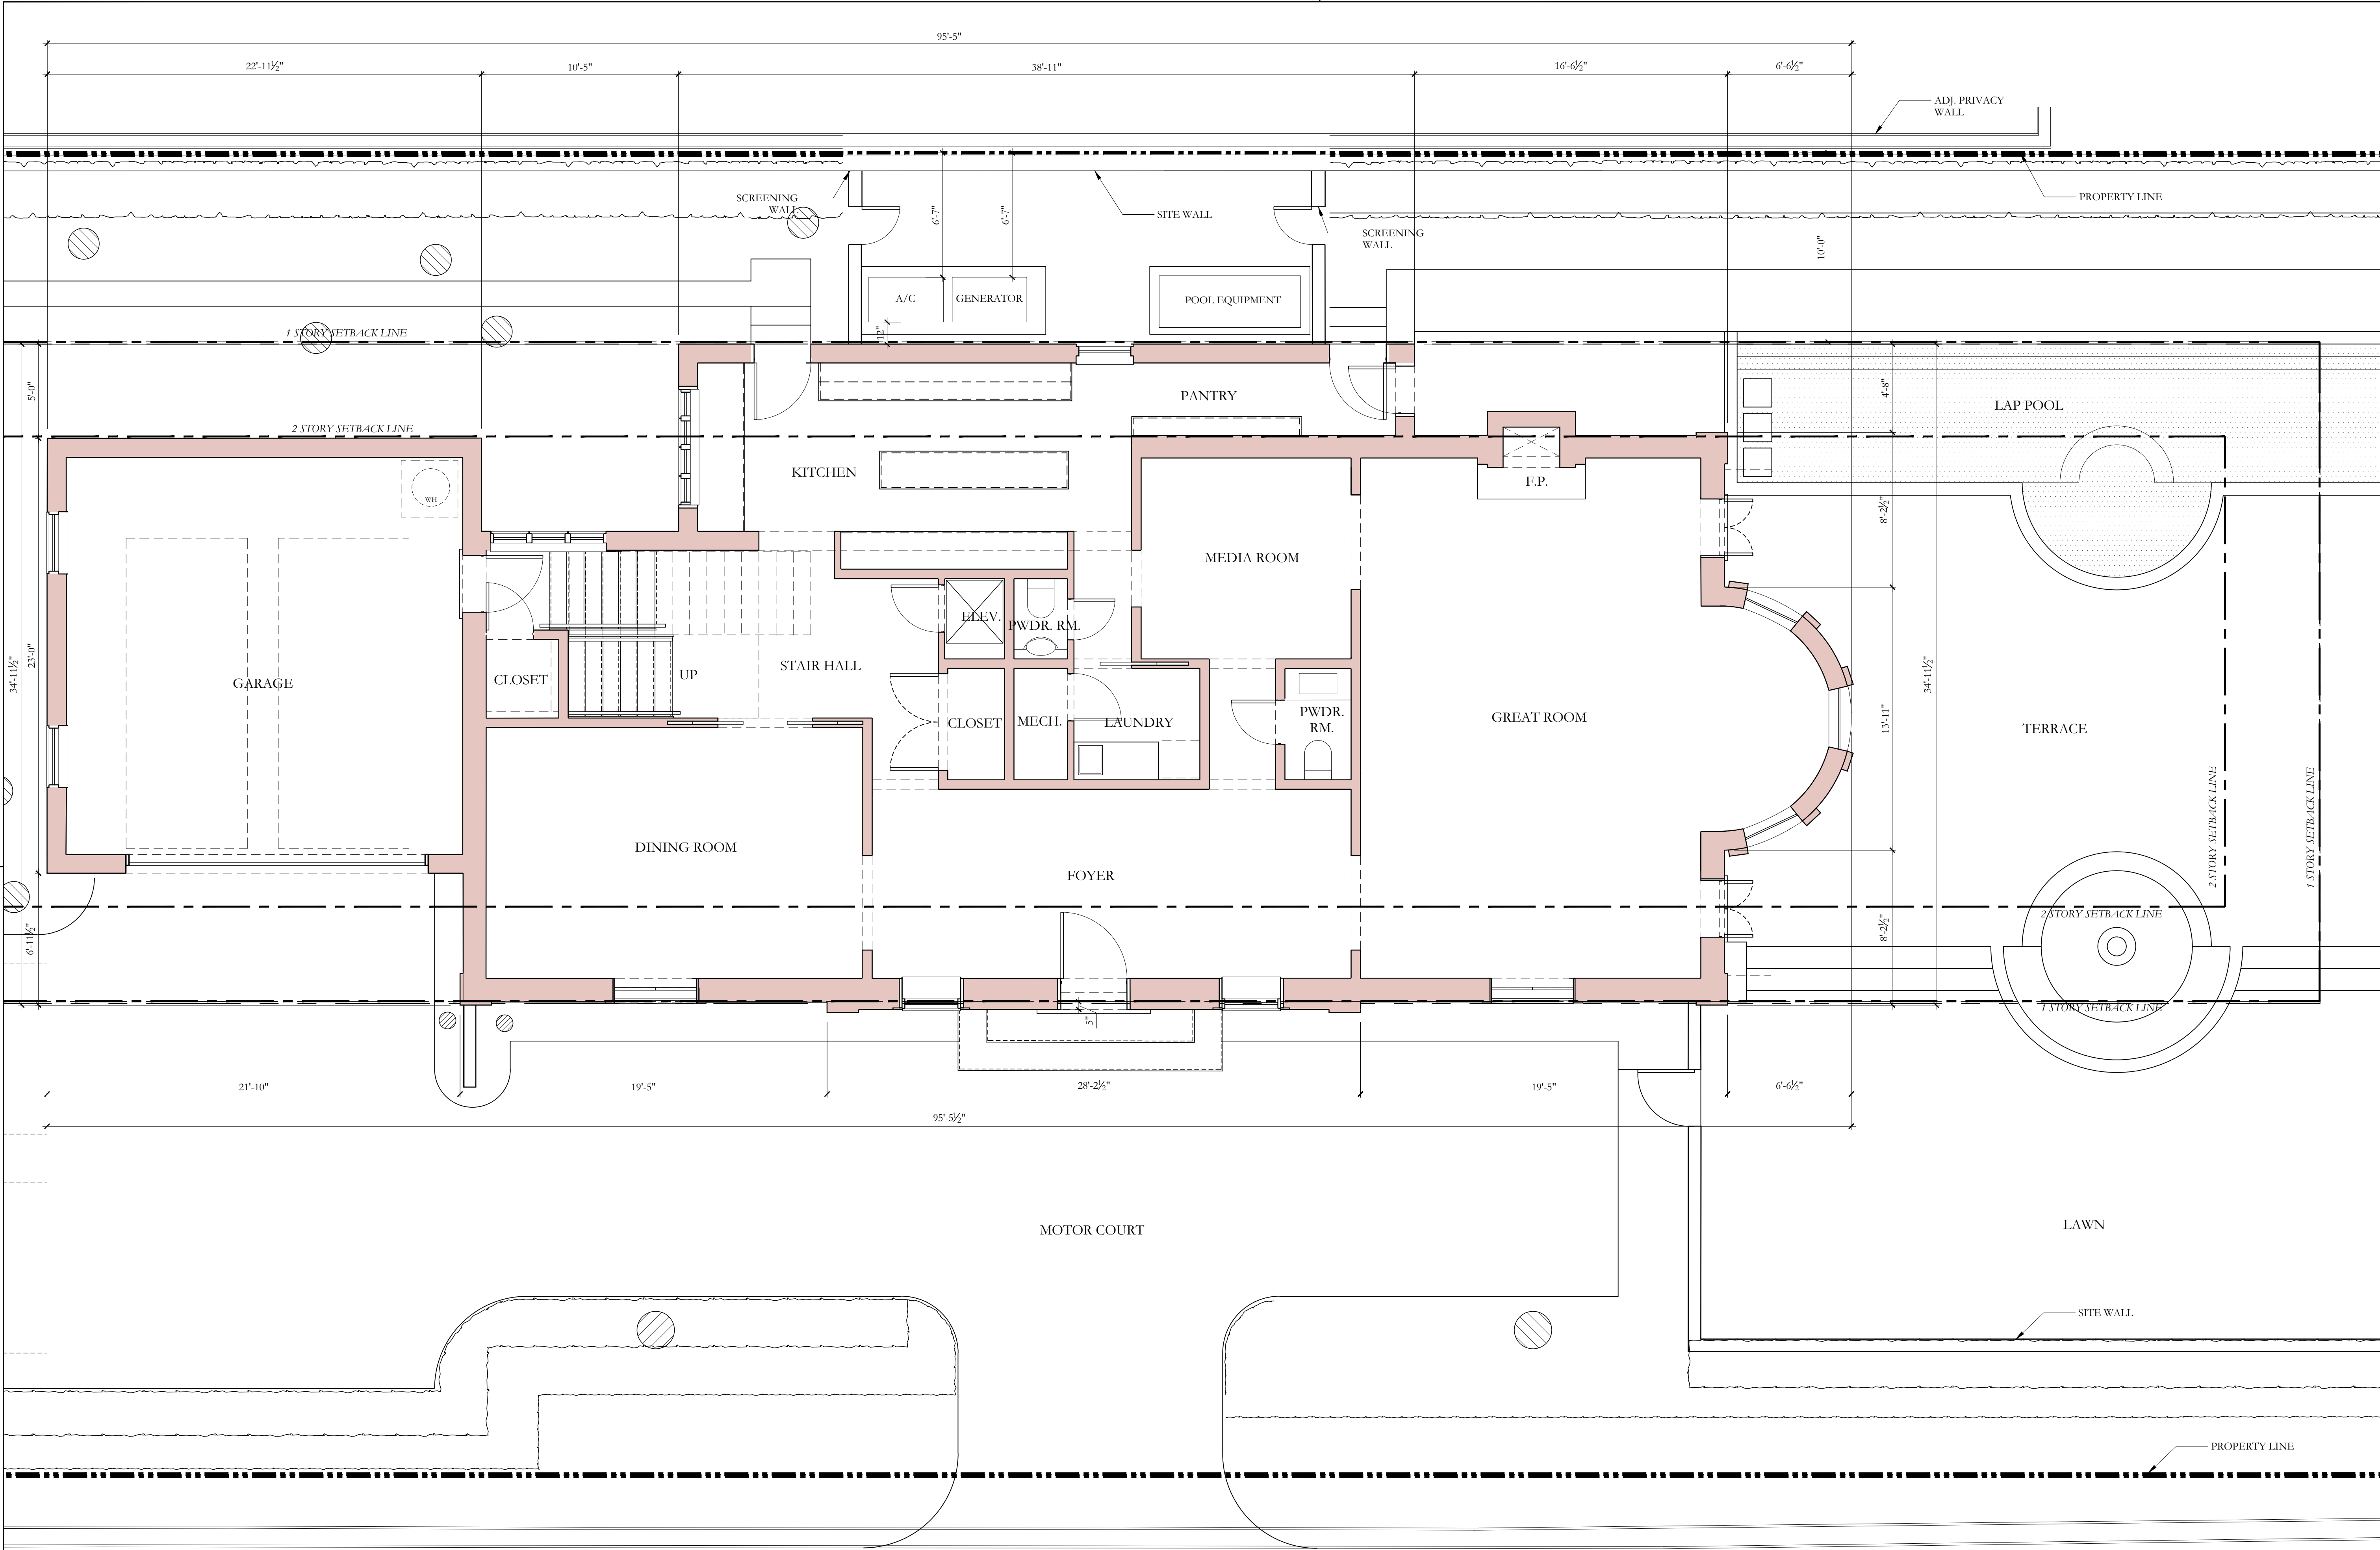 95'-5"
22'-11½"
10'-5"
38'-11"
16'-6½"
6'-6½"
ADJ. PRIVACY
WALL
SCREENING
WALL
6'-7"
6'-7"
SITE WALL
PROPERTY LINE
SCREENING
WALL
10'-0"
A/C
GENERATOR
POOL EQUIPMENT
12"
1 STORY SETBACK LINE
5'-0"
PANTRY
4'-8"
LAP POOL
2 STORY SETBACK LINE
KITCHEN
F.P.
WH
8'-2½"
MEDIA ROOM
ELEV.
PWDR. RM.
34'-11½"
23'-0"
GARAGE
CLOSET
UP
STAIR HALL
34'-11½"
CLOSET
MECH.
LAUNDRY
PWDR.
RM.
GREAT ROOM
13'-11"
TERRACE
2 STORY SETBACK LINE
1 STORY SETBACK LINE
DINING ROOM
FOYER
6'-11½"
8'-2½"
2 STORY SETBACK LINE
1 STORY SETBACK LINE
5"
21'-10"
19'-5"
28'-2½"
19'-5"
6'-6½"
95'-5½"
MOTOR COURT
LAWN
SITE WALL
PROPERTY LINE